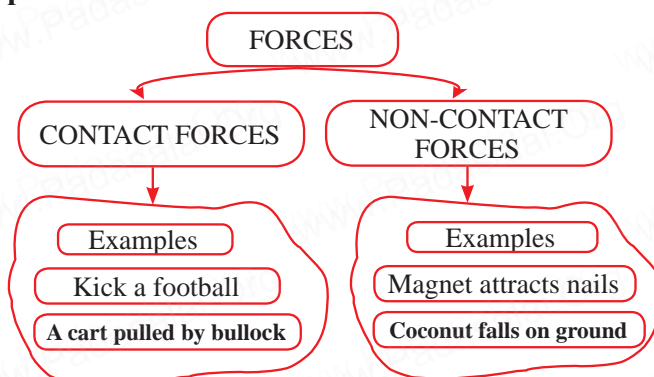 FORCES
CONTACT FORCES
NON-CONTACT
FORCES
Examples
Kick a football
A cart pulled by bullock
Examples
Magnet attracts nails
Coconut falls on ground